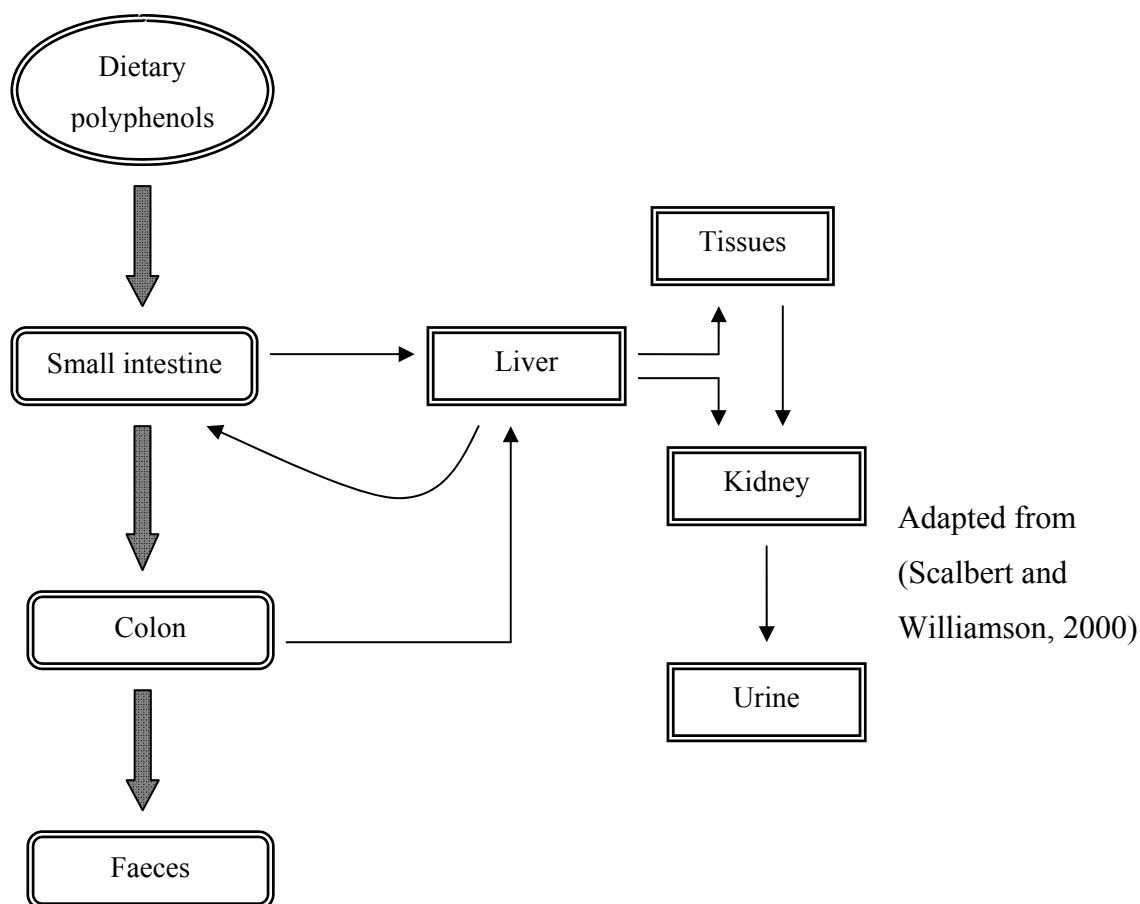 Dietary
polyphenols
Tissues
Small intestine
Liver
Kidney
Adapted from
(Scalbert and
Williamson, 2000)
Colon
Urine
Faeces